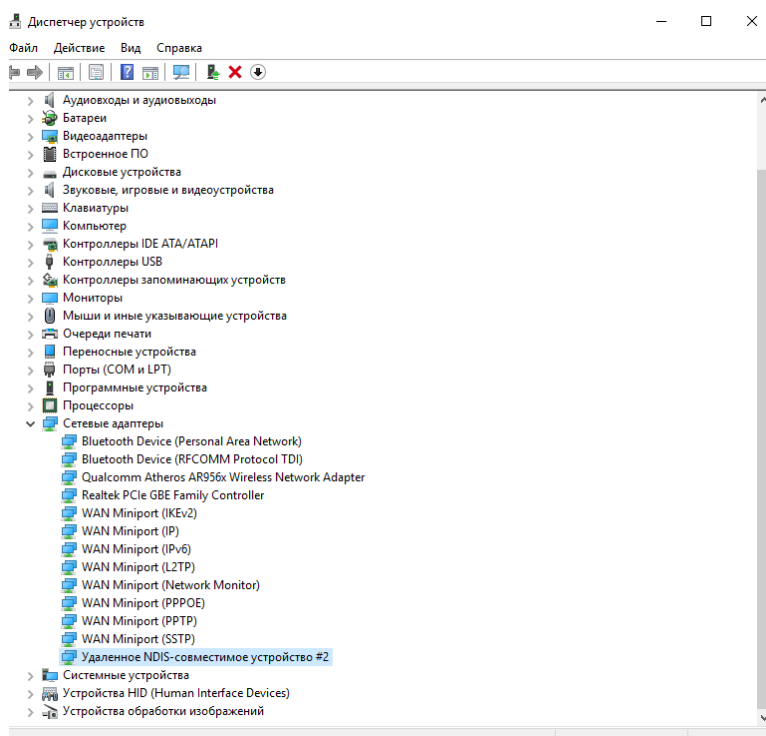 Диспетчер устройств
Файл Действие Вид Справка
Аудиовходы и аудиовыходы
Батареи
Видеоадаптеры
Встроенное ПО
Дисковые устройства
Звуковые, игровые и видеоустройства
Клавиатуры
Компьютер
Контроллеры IDE ATA/ATAPI
Контроллеры USB
Контроллеры запоминающих устройств
Мониторы
Мыши и иные указывающие устройства
Очереди печати
Переносные устройства
Порты (COM и LPT)
Программные устройства
Процессоры
Сетевые адаптеры
Bluetooth Device (Personal Area Network)
Bluetooth Device (RFCOMM Protocol TDI)
Qualcomm Atheros AR956x Wireless Network Adapter
Realtek PCIe GBE Family Controller
WAN Miniport (IKEv2)
WAN Miniport (IP)
WAN Miniport (IPv6)
WAN Miniport (L2TP)
WAN Miniport (Network Monitor)
WAN Miniport (PPPOE)
WAN Miniport (PPTP)
WAN Miniport (SSTP)
Удаленное NDIS-совместимое устройство #2
Системные устройства
Устройства HID (Human Interface Devices)
Устройства обработки изображений